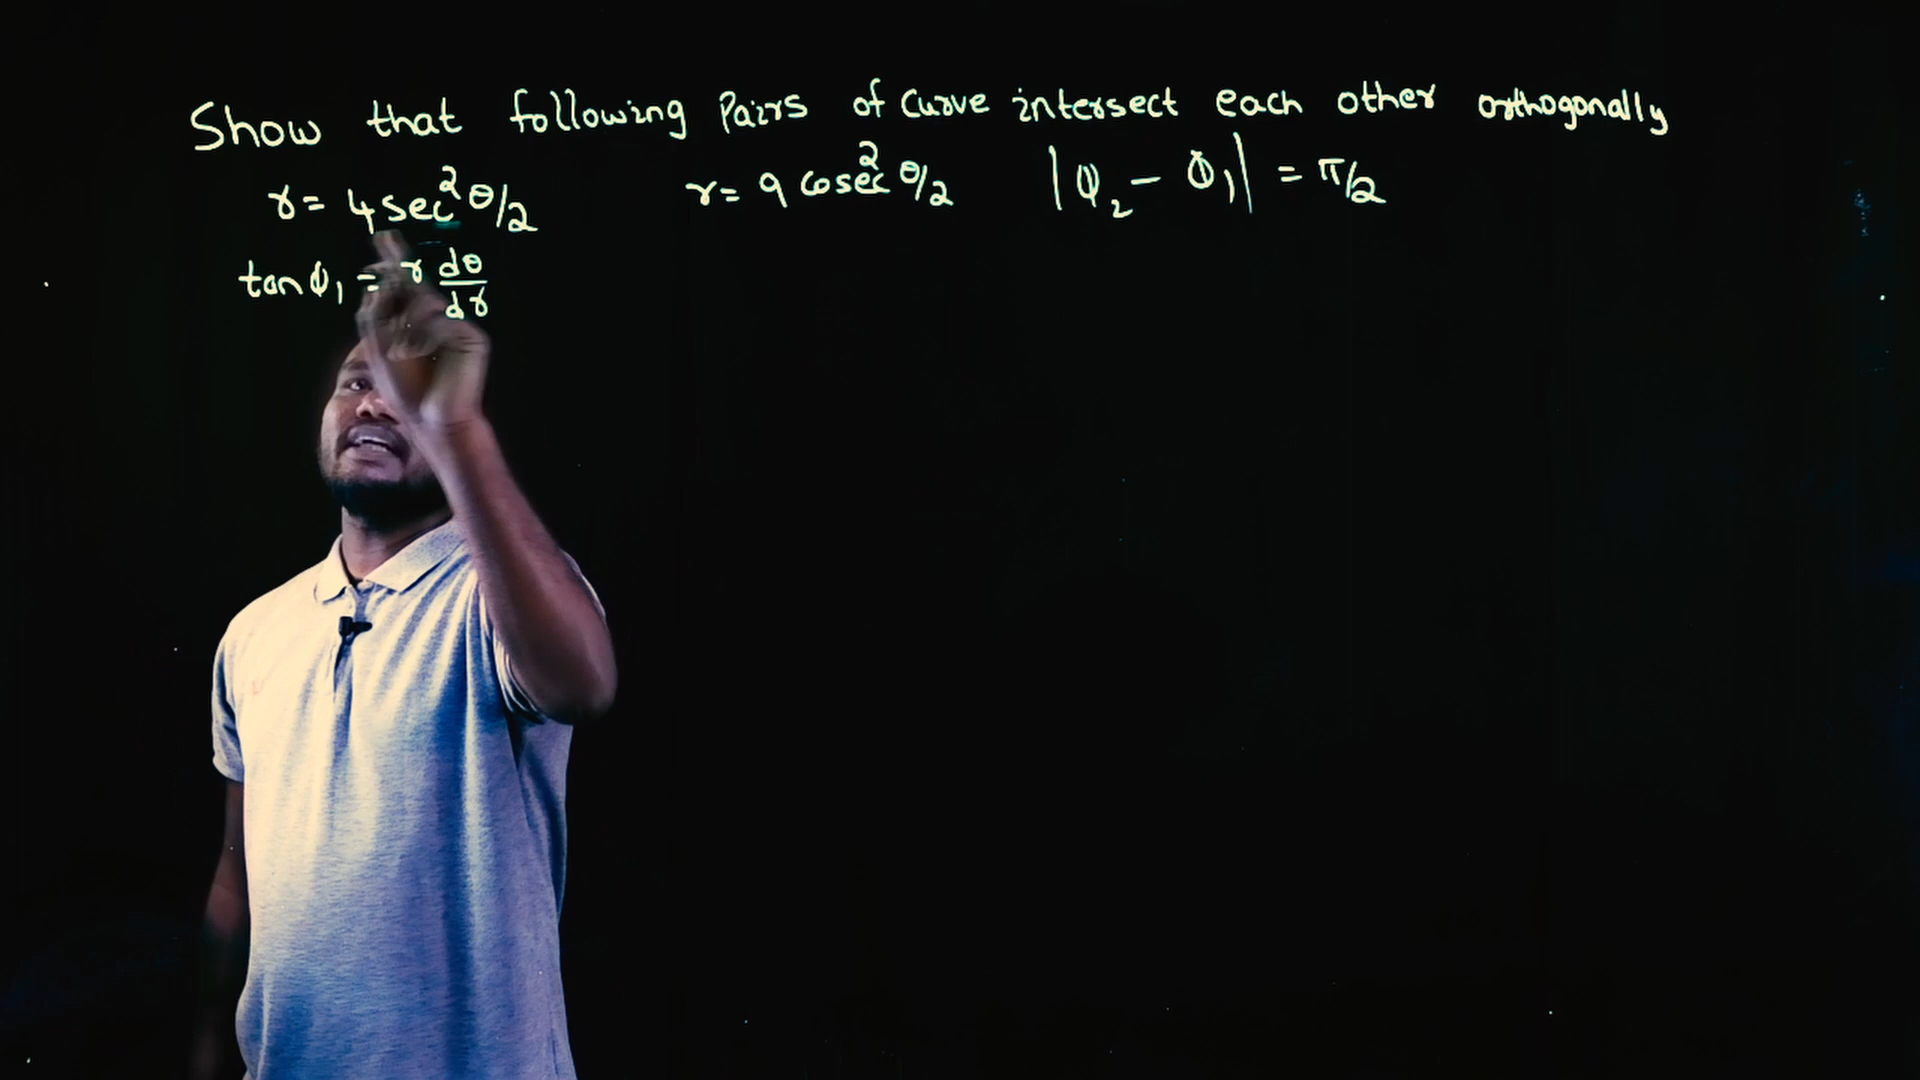 Show that following Pairs of Curve intersect each other orthogonally
r = 4 sec² θ/2    r = 9 cosec² θ/2    |φ₂ - φ₁| = π/2
tan φ₁ = r dθ/dr